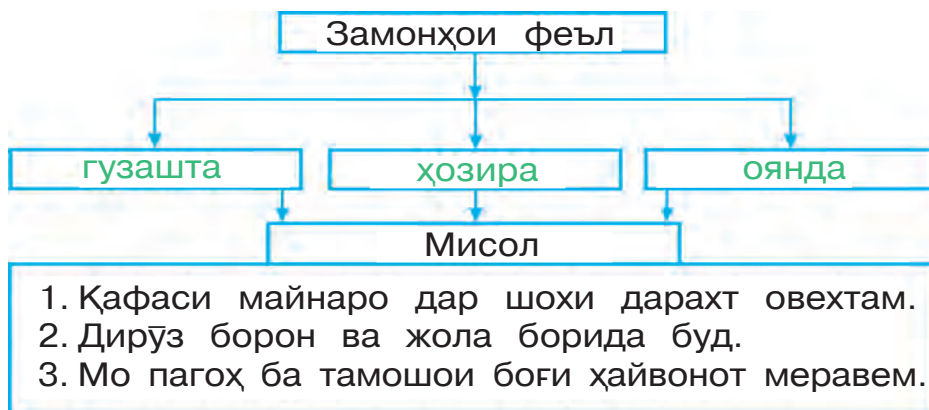 Замонҳои феъл
гузашта ҳозира оянда
Мисол
1. Қафаси майнаро дар шохи дарахт овехтам.
2. Дирӯз борон ва жола борида буд.
3. Мо пагоҳ ба тамошои боғи ҳайвонот меравем.